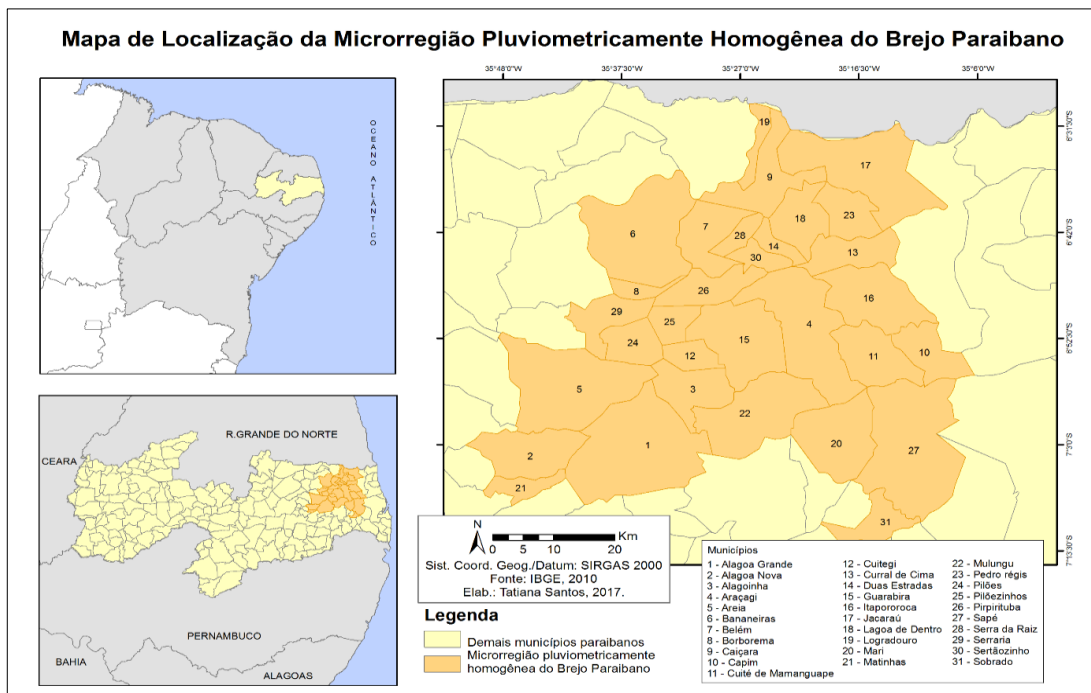 Mapa de Localização da Microrregião Pluviometricamente Homogênea do Brejo Paraibano
OCEANO ATLÂNTICO
35°48'0"W 35°37'30"W 35°27'0"W 35°16'30"W 35°6'0"W
19
17
9
18
23
6
7
28
14
30
13
8
26
16
29
25
4
24
15
12
11
10
5
3
22
2
1
20
27
21
31
6°42'0"S
6°52'30"S
7°3'0"S
R.GRANDE DO NORTE
CEARA
PERNAMBUCO
BAHIA
ALAGOAS
N
0 5 10 20
Km
Sist. Coord. Geog./Datum: SIRGAS 2000
Fonte: IBGE, 2010
Elab.: Tatiana Santos, 2017.
Legenda
Demais municípios paraibanos
Microrregião pluviometricamente
homogênea do Brejo Paraibano
Municípios
1 - Alagoa Grande
2 - Alagoa Nova
3 - Alagoinha
4 - Araçagi
5 - Areia
6 - Bananeiras
7 - Belém
8 - Borborema
9 - Caiçara
10 - Capim
11 - Cuité de Mamanguape
12 - Cuitegi
13 - Curral de Cima
14 - Duas Estradas
15 - Guarabira
16 - Itapororoca
17 - Jacaraú
18 - Lagoa de Dentro
19 - Logradouro
20 - Mari
21 - Matinhas
22 - Mulungu
23 - Pedro régis
24 - Pilões
25 - Pilõezinhos
26 - Pirpirituba
27 - Sapé
28 - Serra da Raiz
29 - Serraria
30 - Sertãozinho
31 - Sobrado